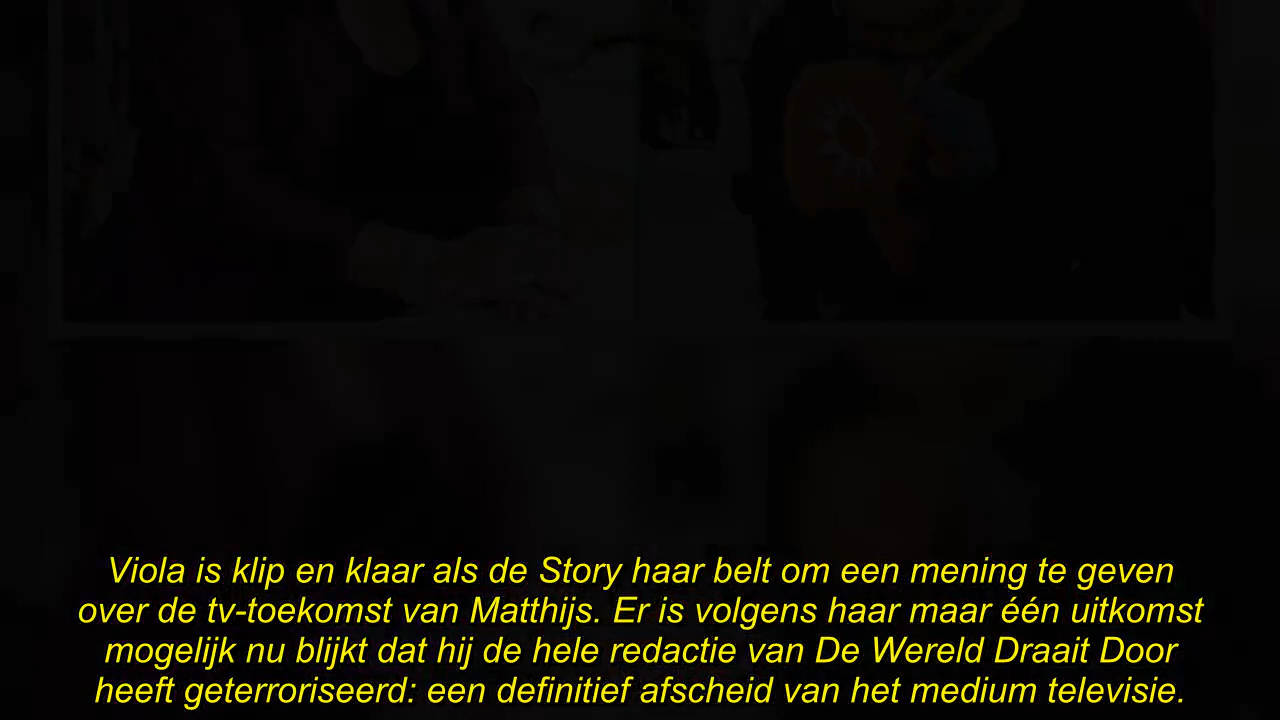 Viola is klip en klaar als de Story haar belt om een mening te geven
over de tv-toekomst van Matthijs. Er is volgens haar maar één uitkomst
mogelijk nu blijkt dat hij de hele redactie van De Wereld Draait Door
heeft geterroriseerd: een definitief afscheid van het medium televisie.